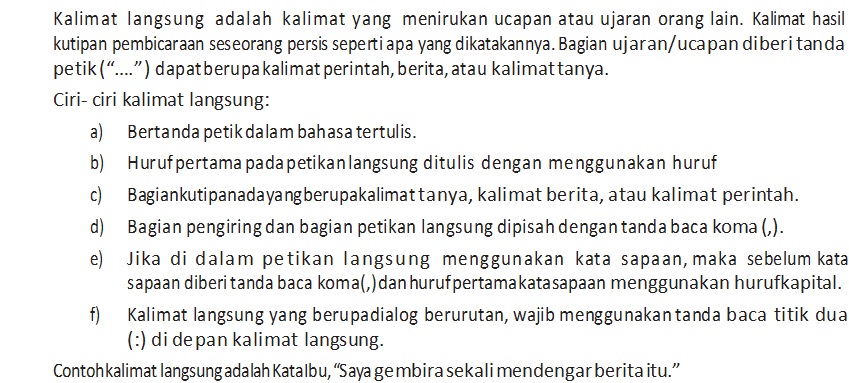 Kalimat langsung adalah kalimat yang menirukan ucapan atau ujaran orang lain. Kalimat hasil
kutipan pembicaraan seseorang persis seperti apa yang dikatakannya. Bagian ujaran/ucapan diberi tanda
petik (“....”) dapat berupa kalimat perintah, berita, atau kalimat tanya.
Ciri- ciri kalimat langsung:
a) Bertanda petik dalam bahasa tertulis.
b) Huruf pertama pada petikan langsung ditulis dengan menggunakan huruf
c) Bagian kutipan ada yang berupa kalimat tanya, kalimat berita, atau kalimat perintah.
d) Bagian pengiring dan bagian petikan langsung dipisah dengan tanda baca koma (,).
e) Jika di dalam petikan langsung menggunakan kata sapaan, maka sebelum kata
sapaan diberi tanda baca koma(,) dan huruf pertama kata sapaan menggunakan huruf kapital.
f) Kalimat langsung yang berupa dialog berurutan, wajib menggunakan tanda baca titik dua
(:) di depan kalimat langsung.
Contoh kalimat langsung adalah Kata Ibu, “Saya gembira sekali mendengar berita itu.”